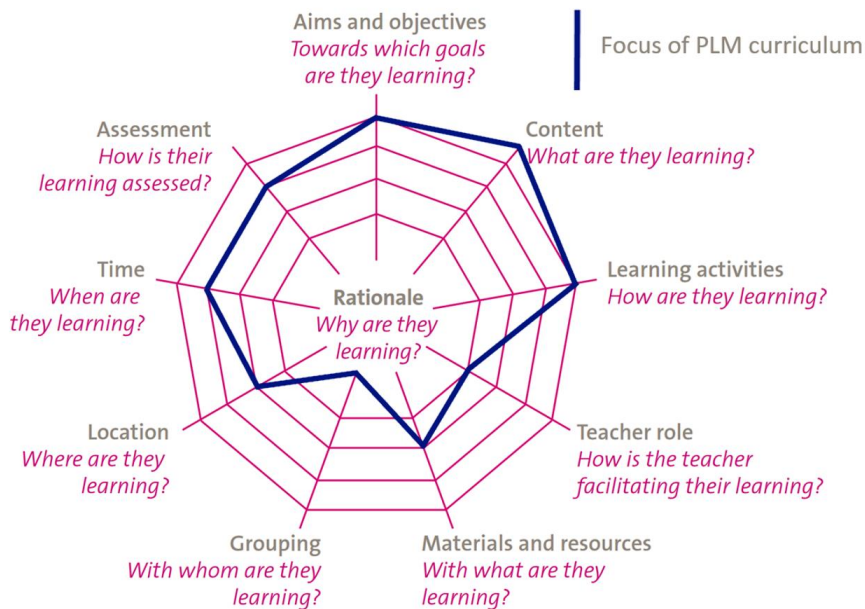 Aims and objectives
Towards which goals
are they learning?
Focus of PLM curriculum
Assessment
How is their
learning assessed?
Content
What are they learning?
Time
When are
they learning?
Rationale
Why are they
learning?
Learning activities
How are they learning?
Location
Where are they
learning?
Teacher role
How is the teacher
facilitating their learning?
Grouping
With whom are they
learning?
Materials and resources
With what are they
learning?